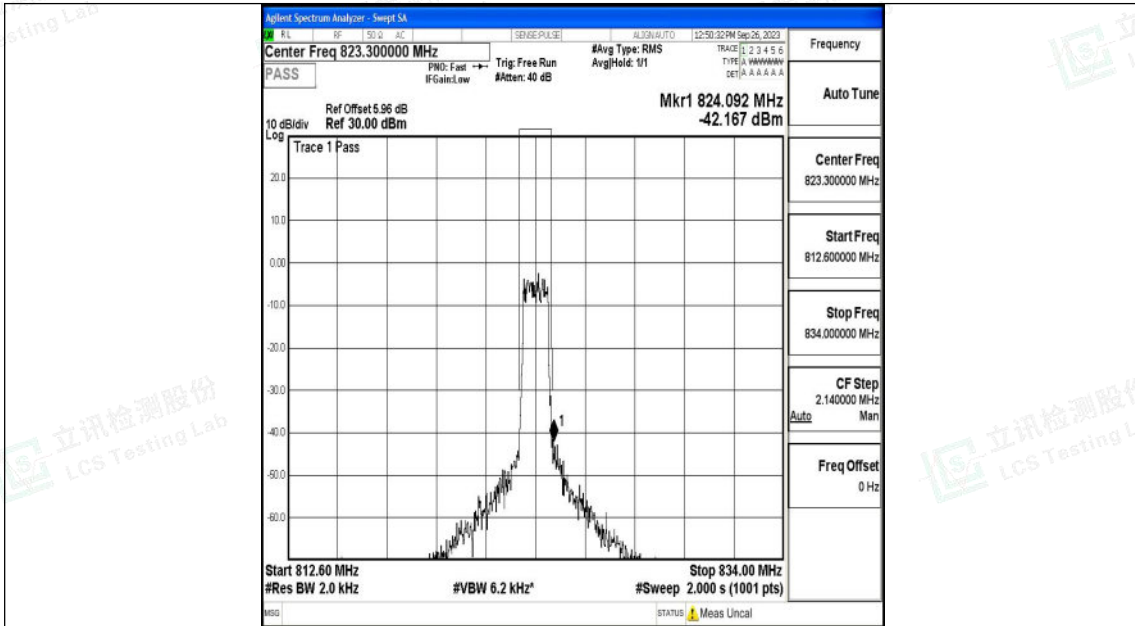 Agilent Spectrum Analyzer - Swept SA
RL RF 50 Ω AC SENSE:PULSE ALIGNAUTO 12:50:32 PM Sep 26, 2023
Center Freq 823.300000 MHz
PASS
PNO: Fast
IFGain:Low
Trig: Free Run
#Atten: 40 dB
#Avg Type: RMS
Avg|Hold: 1/1
TRACE 1 2 3 4 5 6
TYPE A WWWWW
DET A A A A A A
Ref Offset 5.96 dB
10 dB/div Ref 30.00 dBm
Log
Mkr1 824.092 MHz
-42.167 dBm
Trace 1 Pass
20.0
10.0
0.00
-10.0
-20.0
-30.0
-40.0
-50.0
-60.0
1
Start 812.60 MHz
Stop 834.00 MHz
#Res BW 2.0 kHz
#VBW 6.2 kHz*
#Sweep 2.000 s (1001 pts)
MSG
STATUS Meas Uncal
Frequency
Auto Tune
Center Freq
823.300000 MHz
Start Freq
812.600000 MHz
Stop Freq
834.000000 MHz
CF Step
2.140000 MHz
Auto Man
Freq Offset
0 Hz
立讯检测股份
LCS Testing Lab
立讯检测股份
LCS Testing L
sting Lab
LCS